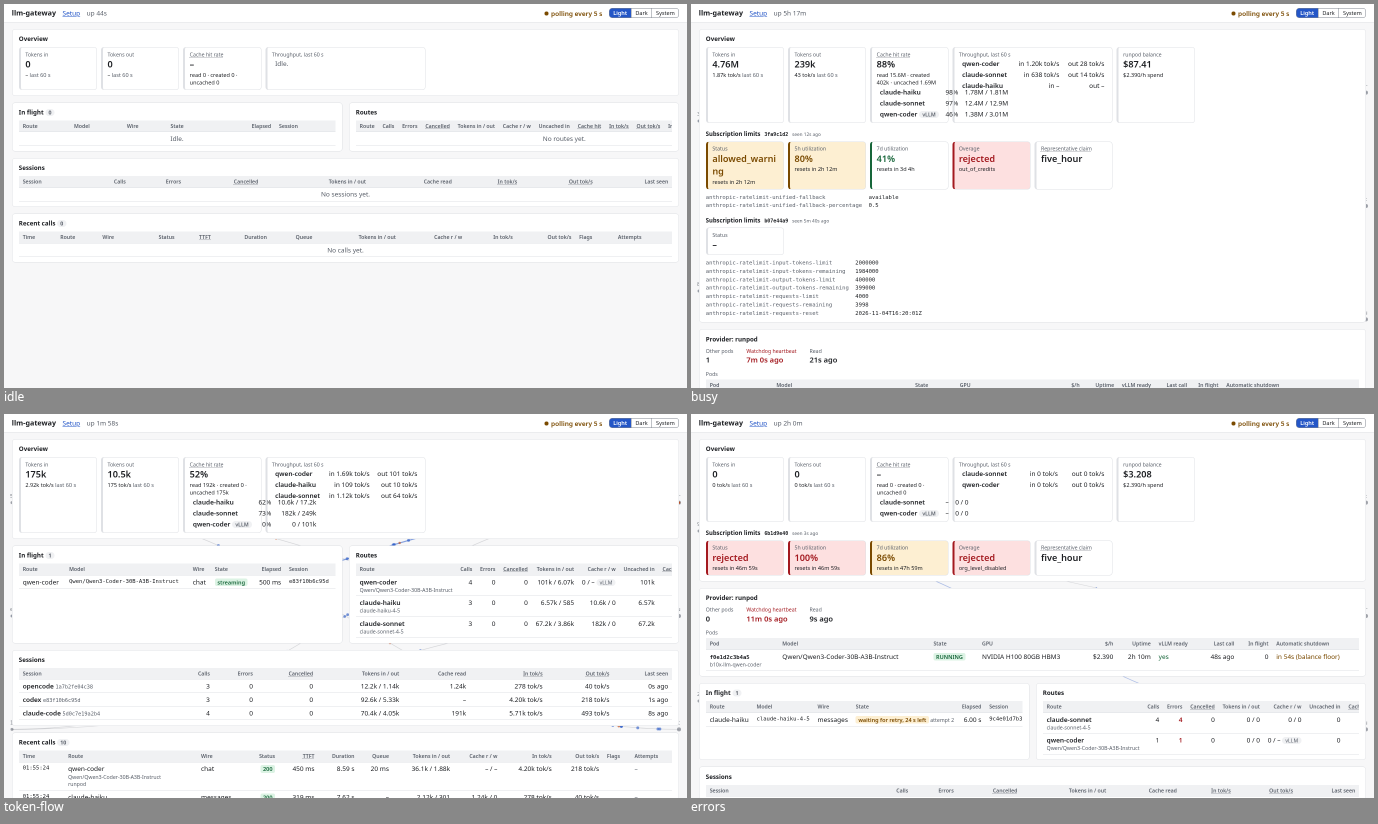 llm-gateway Setup up 44s
polling every 5 s Light Dark System
Overview
Tokens in
0
– last 60 s
Tokens out
0
– last 60 s
Cache hit rate
–
read 0 · created 0 ·
uncached 0
Throughput, last 60 s
Idle.
In flight 0
Route Model Wire State Elapsed Session
Idle.
Routes
Route Calls Errors Cancelled Tokens in / out Cache r / w Uncached in Cache hit In tok/s Out tok/s
No routes yet.
Sessions
Session Calls Errors Cancelled Tokens in / out Cache read In tok/s Out tok/s Last seen
No sessions yet.
Recent calls 0
Time Route Wire Status TTFT Duration Queue Tokens in / out Cache r / w In tok/s Out tok/s Flags Attempts
No calls yet.
idle
llm-gateway Setup up 5h 17m
polling every 5 s Light Dark System
Overview
Tokens in
4.76M
1.87k tok/s last 60 s
Tokens out
239k
43 tok/s last 60 s
Cache hit rate
88%
read 15.6M · created
402k · uncached 1.69M
claude-haiku 98% 1.78M / 1.81M
claude-sonnet 97% 12.4M / 12.9M
qwen-coder vLLM 46% 1.38M / 3.01M
Throughput, last 60 s
qwen-coder in 1.20k tok/s out 28 tok/s
claude-sonnet in 638 tok/s out 14 tok/s
claude-haiku in – out –
runpod balance
$87.41
$2.390/h spend
Subscription limits 3fa9c1d2 seen 12s ago
Status
allowed_warni
ng
resets in 2h 12m
5h utilization
80%
resets in 2h 12m
7d utilization
41%
resets in 3d 4h
Overage
rejected
out_of_credits
Representative claim
five_hour
anthropic-ratelimit-unified-fallback available
anthropic-ratelimit-unified-fallback-percentage 0.5
Subscription limits b07e44a9 seen 5m 40s ago
Status
–
anthropic-ratelimit-input-tokens-limit 2000000
anthropic-ratelimit-input-tokens-remaining 1984000
anthropic-ratelimit-output-tokens-limit 400000
anthropic-ratelimit-output-tokens-remaining 399000
anthropic-ratelimit-requests-limit 4000
anthropic-ratelimit-requests-remaining 3998
anthropic-ratelimit-requests-reset 2026-11-04T16:20:01Z
Provider: runpod
Other pods Watchdog heartbeat Read
1 7m 0s ago 21s ago
Pods
Pod Model State GPU $/h Uptime vLLM ready Last call In flight Automatic shutdown
busy
llm-gateway Setup up 1m 58s
polling every 5 s Light Dark System
Overview
Tokens in
175k
2.92k tok/s last 60 s
Tokens out
10.5k
175 tok/s last 60 s
Cache hit rate
52%
read 192k · created 0 ·
uncached 175k
claude-haiku 62% 10.6k / 17.2k
claude-sonnet 73% 182k / 249k
qwen-coder vLLM 0% 0 / 101k
Throughput, last 60 s
qwen-coder in 1.69k tok/s out 101 tok/s
claude-haiku in 109 tok/s out 10 tok/s
claude-sonnet in 1.12k tok/s out 64 tok/s
In flight 1
Route Model Wire State Elapsed Session
qwen-coder Qwen/Qwen3-Coder-30B-A3B-Instruct chat streaming 500 ms e83f10b6c95d
Routes
Route Calls Errors Cancelled Tokens in / out Cache r / w Uncached in
qwen-coder 4 0 0 101k / 6.07k 0 / – vLLM 101k
Qwen/Qwen3-Coder-30B-A3B-Instruct
claude-haiku 3 0 0 6.57k / 585 10.6k / 0 6.57k
claude-haiku-4-5
claude-sonnet 3 0 0 67.2k / 3.86k 182k / 0 67.2k
claude-sonnet-4-5
Sessions
Session Calls Errors Cancelled Tokens in / out Cache read In tok/s Out tok/s Last seen
opencode 1a7b2fe04c38 3 0 0 12.2k / 1.14k 1.24k 278 tok/s 40 tok/s 0s ago
codex e83f10b6c95d 3 0 0 92.6k / 5.33k – 4.20k tok/s 218 tok/s 1s ago
claude-code 5d0c7e19a2b4 4 0 0 70.4k / 4.05k 191k 5.71k tok/s 493 tok/s 8s ago
Recent calls 10
Time Route Wire Status TTFT Duration Queue Tokens in / out Cache r / w In tok/s Out tok/s Flags Attempts
01:55:24 qwen-coder chat 200 450 ms 8.59 s 20 ms 36.1k / 1.88k – / – 4.20k tok/s 218 tok/s –
Qwen/Qwen3-Coder-30B-A3B-Instruct
runpod
01:55:24 claude-haiku messages 200 319 ms 7.63 s – 2.12k / 301 1.24k / 0 278 tok/s 40 tok/s –
token-flow
llm-gateway Setup up 2h 0m
polling every 5 s Light Dark System
Overview
Tokens in
0
0 tok/s last 60 s
Tokens out
0
0 tok/s last 60 s
Cache hit rate
–
read 0 · created 0 ·
uncached 0
claude-sonnet – 0 / 0
qwen-coder vLLM – 0 / 0
Throughput, last 60 s
claude-sonnet in 0 tok/s out 0 tok/s
qwen-coder in 0 tok/s out 0 tok/s
runpod balance
$3.208
$2.390/h spend
Subscription limits 6b1d9e40 seen 3s ago
Status
rejected
resets in 46m 59s
5h utilization
100%
resets in 46m 59s
7d utilization
86%
resets in 47h 59m
Overage
rejected
org_level_disabled
Representative claim
five_hour
Provider: runpod
Other pods Watchdog heartbeat Read
0 11m 0s ago 9s ago
Pods
Pod Model State GPU $/h Uptime vLLM ready Last call In flight Automatic shutdown
f0e1d2c3b4a5 Qwen/Qwen3-Coder-30B-A3B-Instruct RUNNING NVIDIA H100 80GB HBM3 $2.390 2h 10m yes 48s ago 0 in 54s (balance floor)
b10x-llm-qwen-coder
In flight 1
Route Model Wire State Elapsed Session
claude-haiku claude-haiku-4-5 messages waiting for retry, 24 s left attempt 2 6.00 s 9c4e01d7b3
Routes
Route Calls Errors Cancelled Tokens in / out Cache r / w Uncached in
claude-sonnet 4 4 0 0 / 0 0 / 0 0
claude-sonnet-4-5
qwen-coder 1 1 0 0 / 0 0 / – vLLM 0
Qwen/Qwen3-Coder-30B-A3B-Instruct
Sessions
Session Calls Errors Cancelled Tokens in / out Cache read In tok/s Out tok/s Last seen
errors